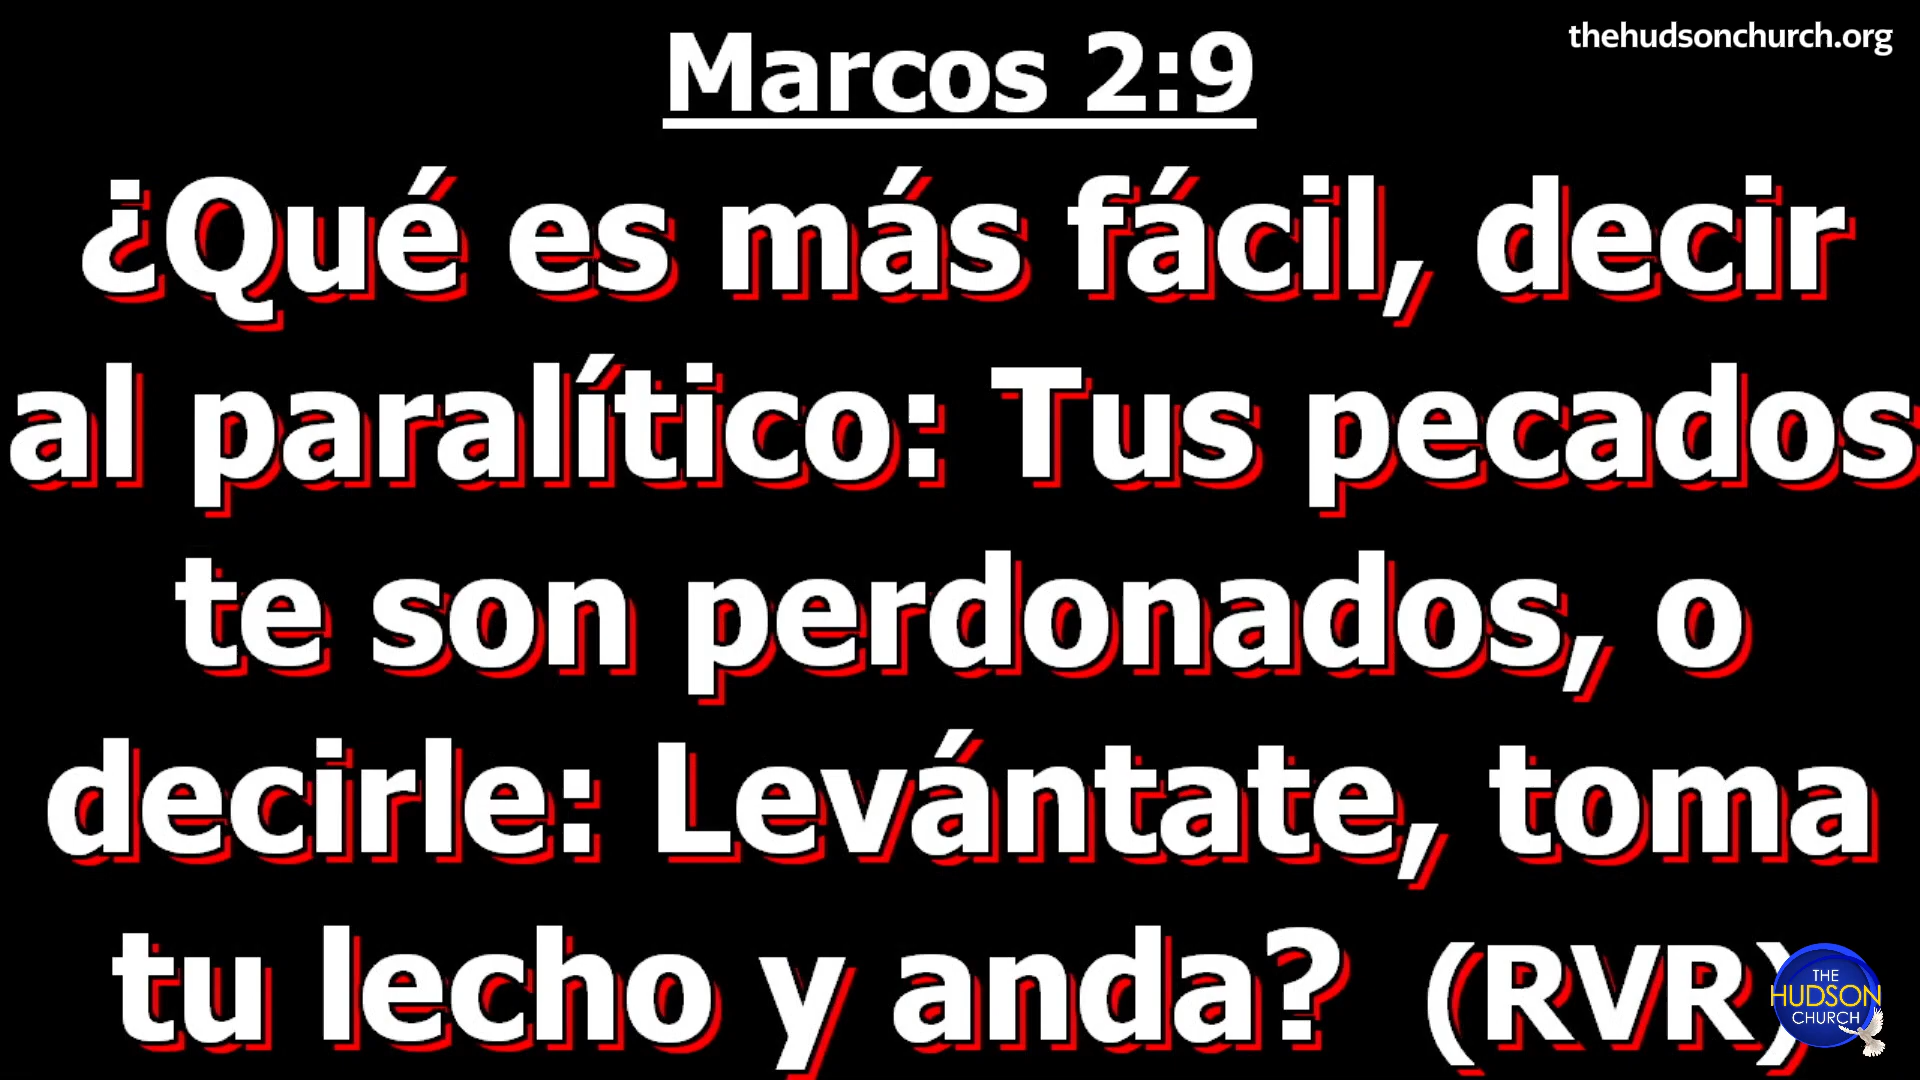 thehudsonchurch.org
Marcos 2:9
¿Qué es más fácil, decir
al paralítico: Tus pecados
te son perdonados, o
decirle: Levántate, toma
tu lecho y anda? (RVR)
THE
HUDSON
CHURCH